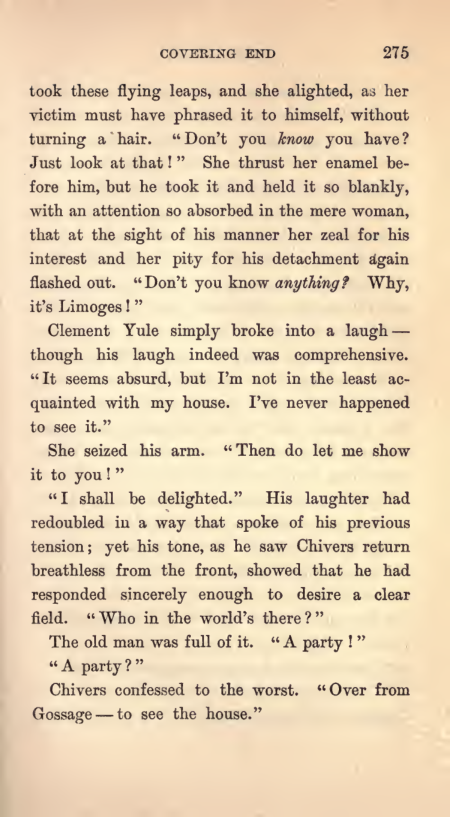 COVERING END 275
took these flying leaps, and she alighted, as her
victim must have phrased it to himself, without
turning a hair. “Don’t you know you have?
Just look at that!” She thrust her enamel be-
fore him, but he took it and held it so blankly,
with an attention so absorbed in the mere woman,
that at the sight of his manner her zeal for his
interest and her pity for his detachment again
flashed out. “Don’t you know anything? Why,
it’s Limoges!”
Clement Yule simply broke into a laugh —
though his laugh indeed was comprehensive.
“It seems absurd, but I’m not in the least ac-
quainted with my house. I’ve never happened
to see it.”
She seized his arm. “Then do let me show
it to you!”
“I shall be delighted.” His laughter had
redoubled in a way that spoke of his previous
tension; yet his tone, as he saw Chivers return
breathless from the front, showed that he had
responded sincerely enough to desire a clear
field. “Who in the world’s there?”
The old man was full of it. “A party!”
“A party?”
Chivers confessed to the worst. “Over from
Gossage — to see the house.”